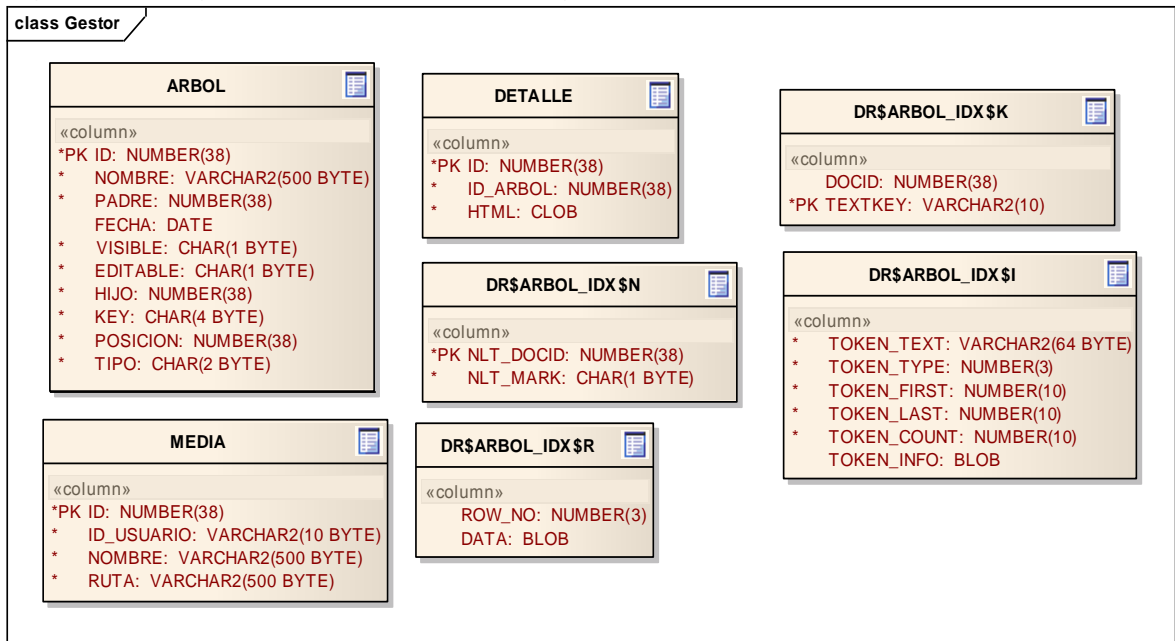 class Gestor
ARBOL
«column»
*PK ID: NUMBER(38)
* NOMBRE: VARCHAR2(500 BYTE)
* PADRE: NUMBER(38)
FECHA: DATE
* VISIBLE: CHAR(1 BYTE)
* EDITABLE: CHAR(1 BYTE)
* HIJO: NUMBER(38)
* KEY: CHAR(4 BYTE)
* POSICION: NUMBER(38)
* TIPO: CHAR(2 BYTE)
DETALLE
«column»
*PK ID: NUMBER(38)
* ID_ARBOL: NUMBER(38)
* HTML: CLOB
DR$ARBOL_IDX$K
«column»
DOCID: NUMBER(38)
*PK TEXTKEY: VARCHAR2(10)
DR$ARBOL_IDX$N
«column»
*PK NLT_DOCID: NUMBER(38)
* NLT_MARK: CHAR(1 BYTE)
DR$ARBOL_IDX$I
«column»
* TOKEN_TEXT: VARCHAR2(64 BYTE)
* TOKEN_TYPE: NUMBER(3)
* TOKEN_FIRST: NUMBER(10)
* TOKEN_LAST: NUMBER(10)
* TOKEN_COUNT: NUMBER(10)
TOKEN_INFO: BLOB
MEDIA
«column»
*PK ID: NUMBER(38)
* ID_USUARIO: VARCHAR2(10 BYTE)
* NOMBRE: VARCHAR2(500 BYTE)
* RUTA: VARCHAR2(500 BYTE)
DR$ARBOL_IDX$R
«column»
ROW_NO: NUMBER(3)
DATA: BLOB